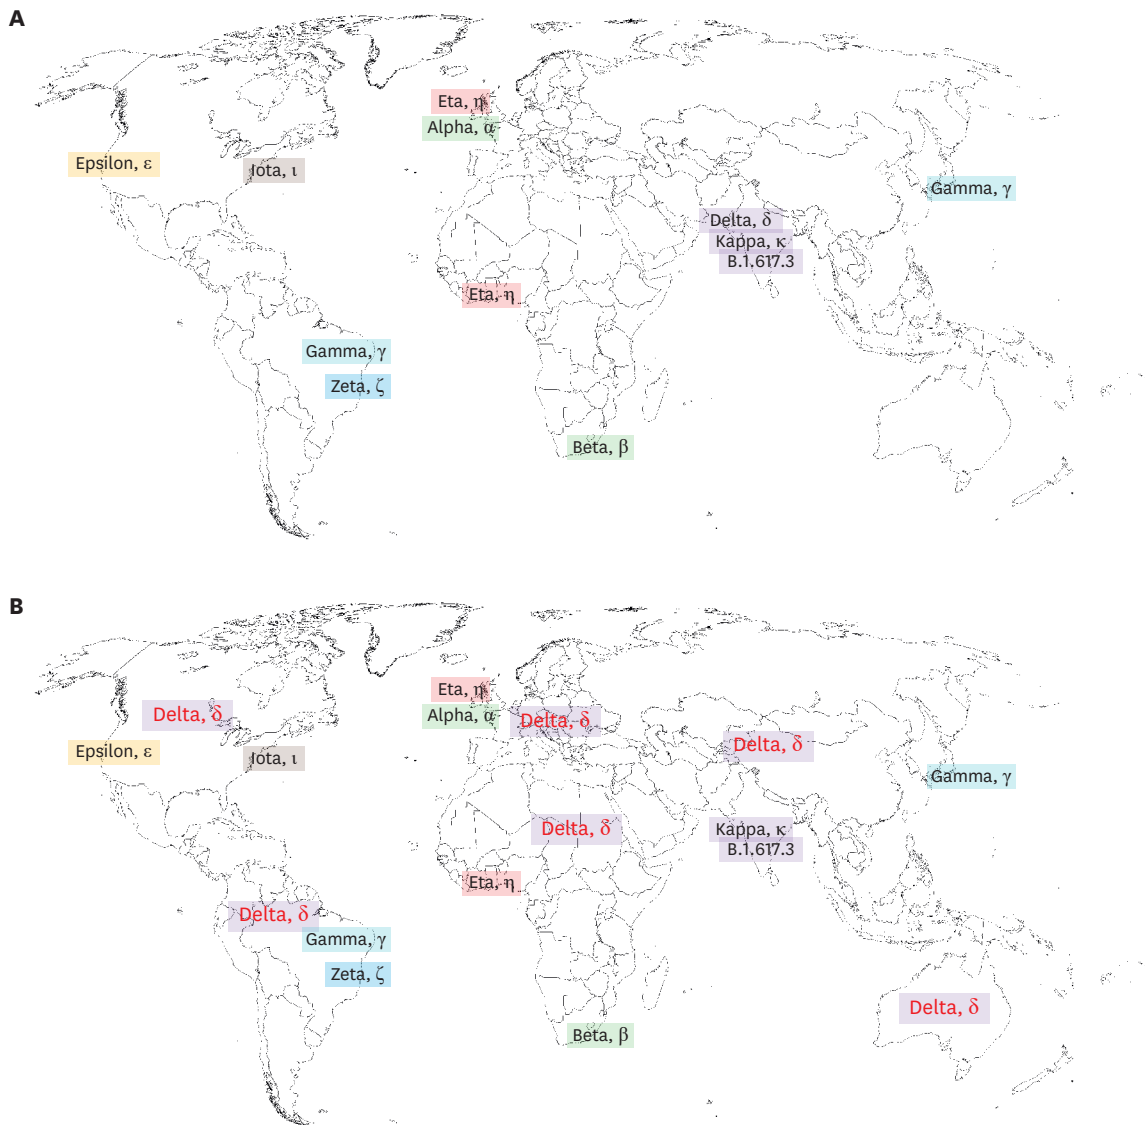 A
Eta, η
Alpha, α
Epsilon, ε
Iota, ι
Gamma, γ
Delta, δ
Kappa, κ
B.1.617.3
Eta, η
Gamma, γ
Zeta, ζ
Beta, β
B
Eta, η
Delta, δ
Alpha, α
Delta, δ
Delta, δ
Epsilon, ε
Iota, ι
Gamma, γ
Delta, δ
Kappa, κ
B.1.617.3
Eta, η
Delta, δ
Gamma, γ
Zeta, ζ
Delta, δ
Beta, β